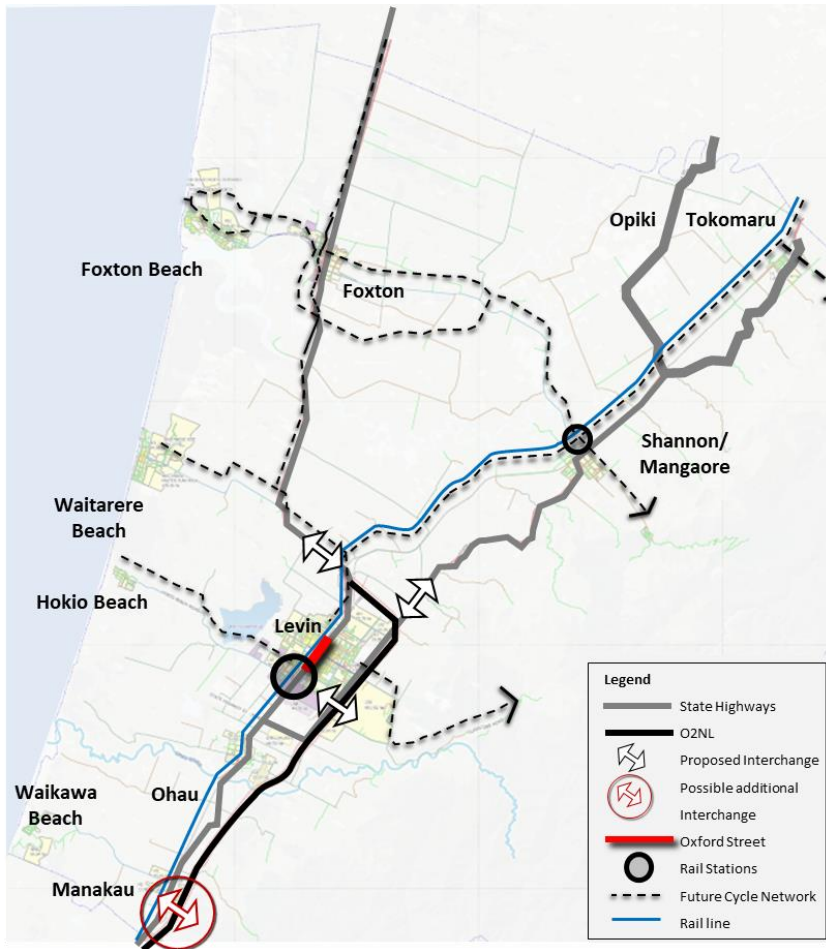 Opiki
Tokomaru
Foxton Beach
Foxton
Shannon/
Mangaore
Waitarere
Beach
Hokio Beach
Levin
Ohau
Waikawa
Beach
Manakau
Legend
State Highways
O2NL
Proposed Interchange
Possible additional
Interchange
Oxford Street
Rail Stations
Future Cycle Network
Rail line